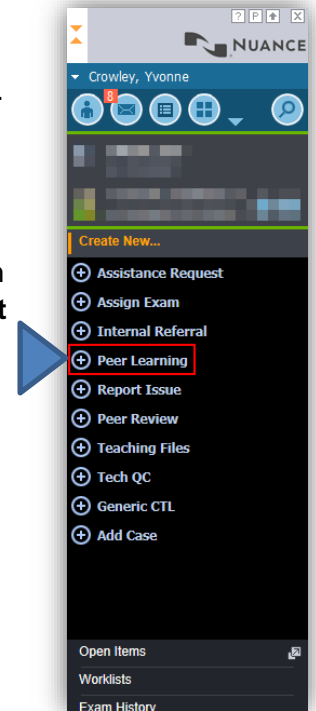 ? P X
NUANCE
Crowley, Yvonne
8
Create New...
Assistance Request
Assign Exam
Internal Referral
Peer Learning
Report Issue
Peer Review
Teaching Files
Tech QC
Generic CTL
Add Case
Open Items
Worklists
Exam History